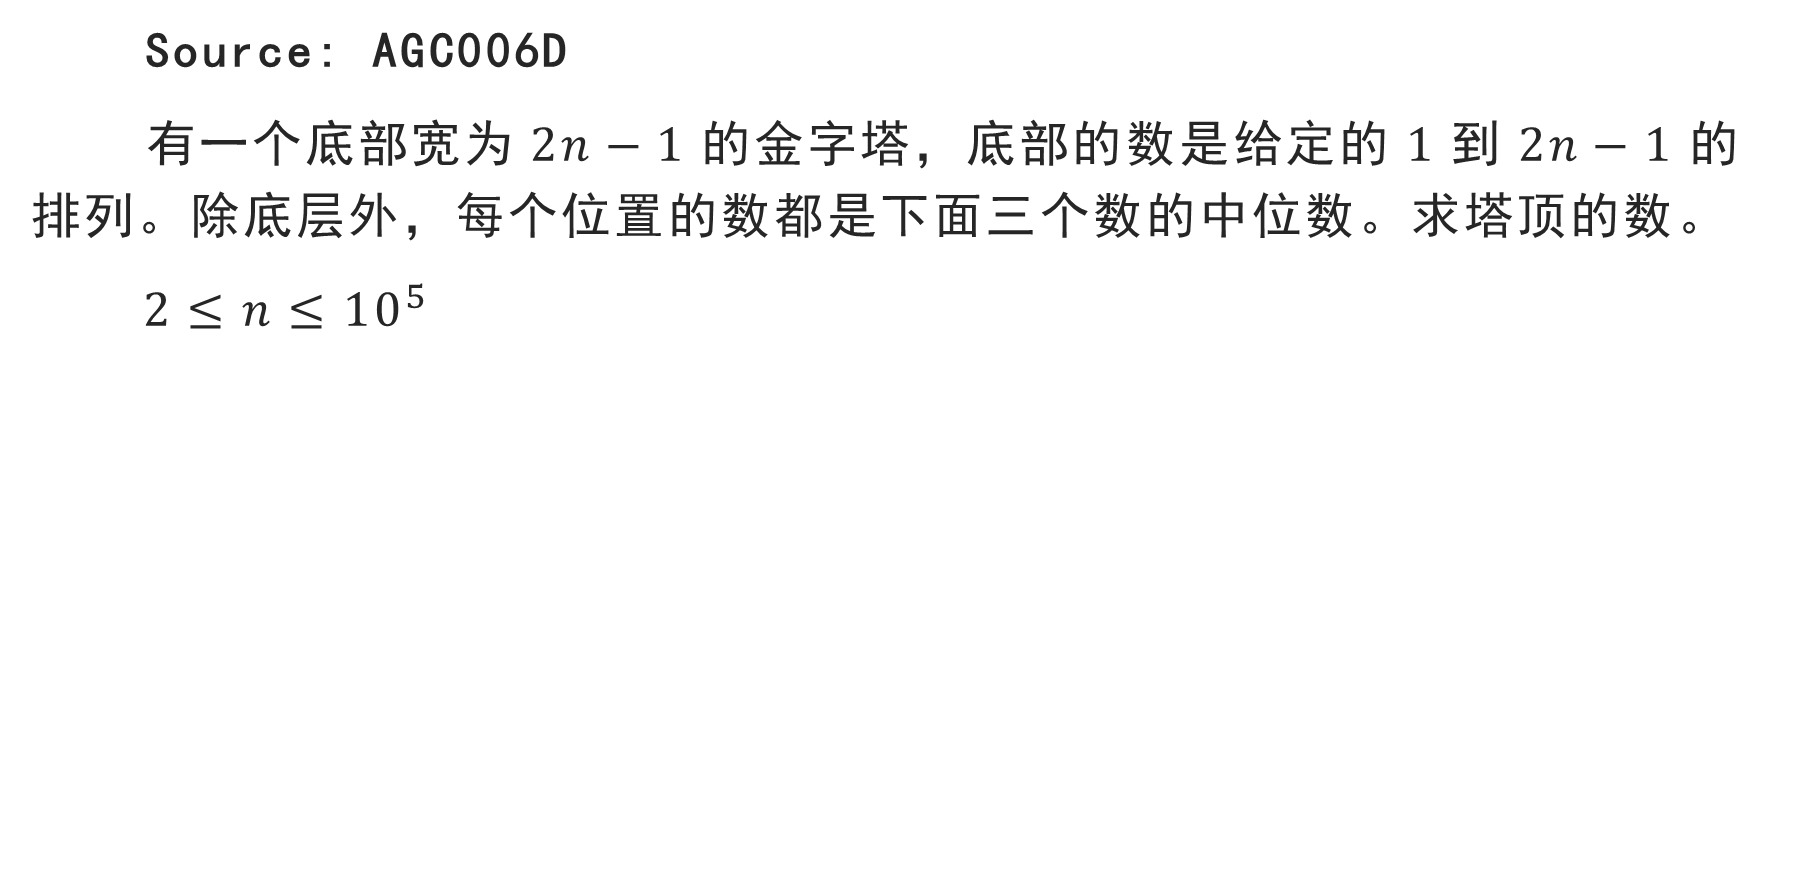 Source: AGC006D
有一个底部宽为 2n − 1 的金字塔，底部的数是给定的 1 到 2n − 1 的
排列。除底层外，每个位置的数都是下面三个数的中位数。求塔顶的数。
2 ≤ n ≤ 10⁵